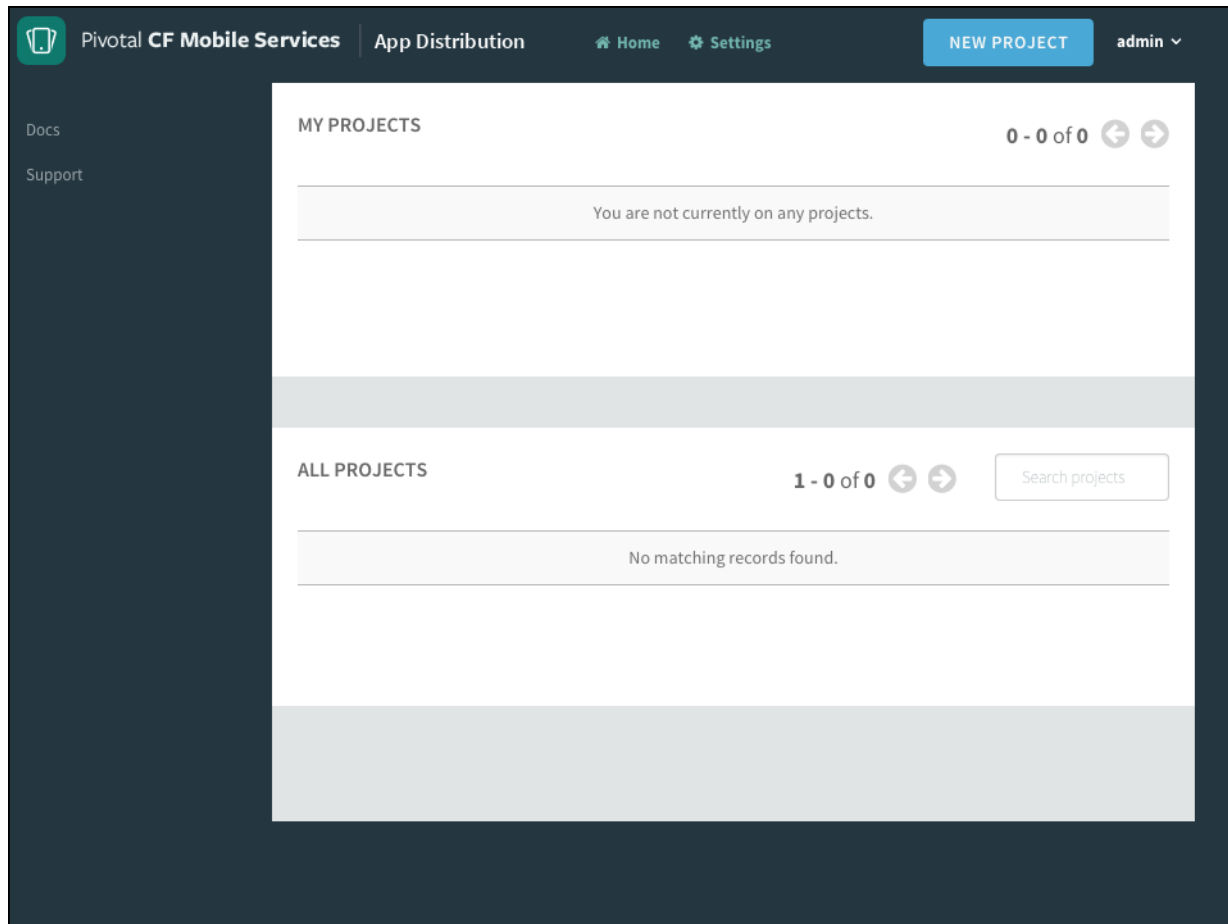 Pivotal CF Mobile Services App Distribution Home Settings NEW PROJECT admin
Docs
Support
MY PROJECTS
0 - 0 of 0
You are not currently on any projects.
ALL PROJECTS
1 - 0 of 0
Search projects
No matching records found.